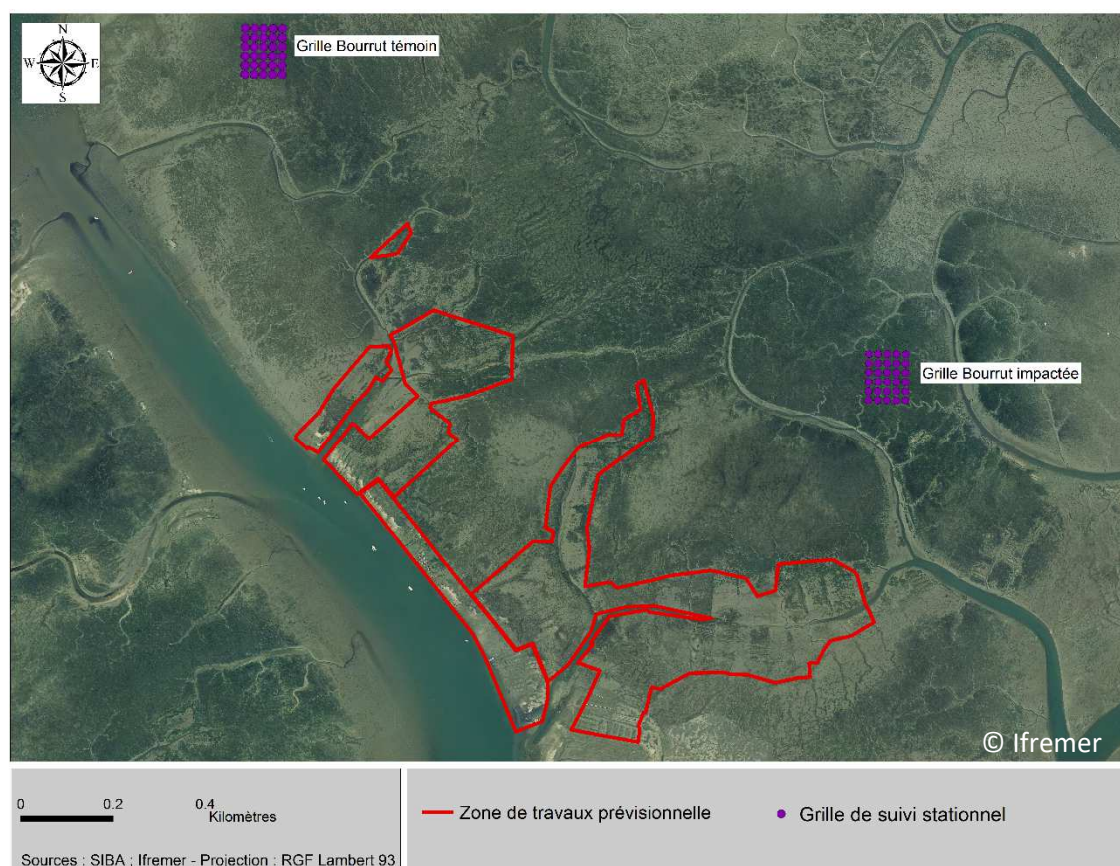 N
W E
S
Grille Bourrut témoin
Grille Bourrut impactée
© Ifremer
0 0.2 0.4
Kilomètres
Zone de travaux prévisionnelle
Grille de suivi stationnel
Sources : SIBA ; Ifremer - Projection : RGF Lambert 93